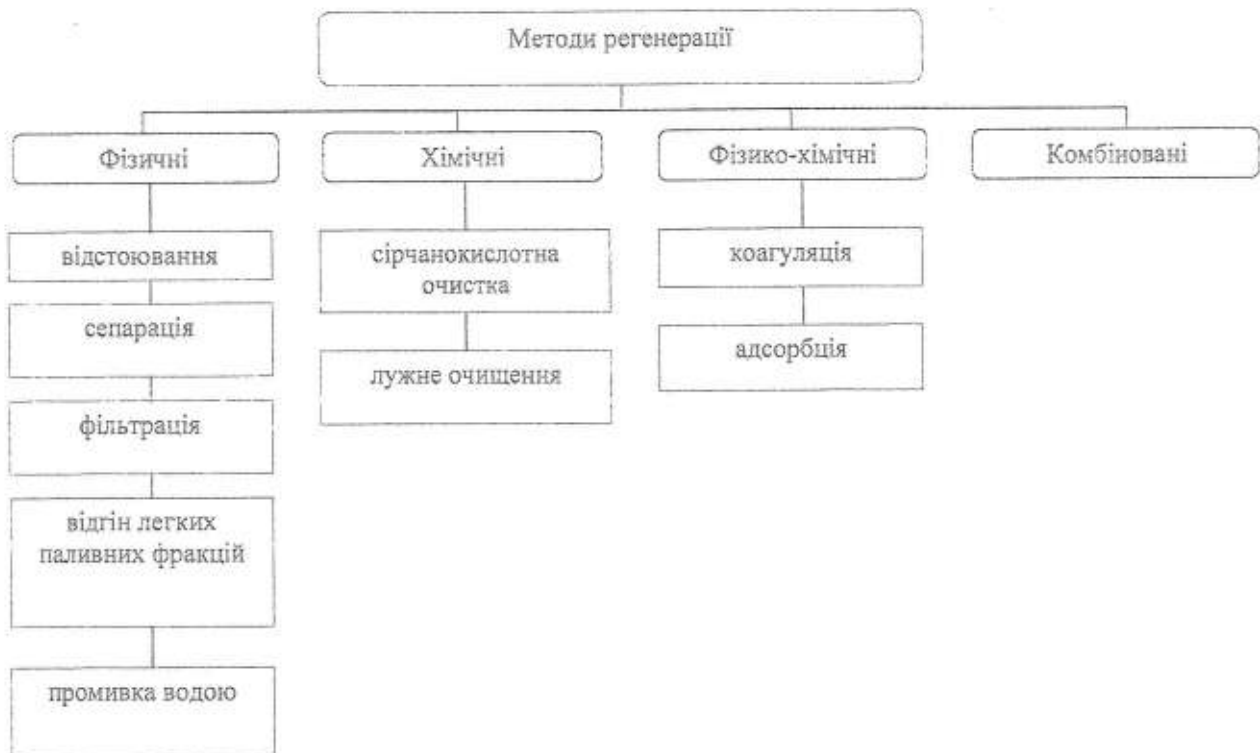 Методи регенерації
Фізичні
Хімічні
Фізико-хімічні
Комбіновані
відстоювання
сепарація
фільтрація
відгін легких
паливних фракцій
промивка водою
сірчанокислотна
очистка
лужне очищення
коагуляція
адсорбція